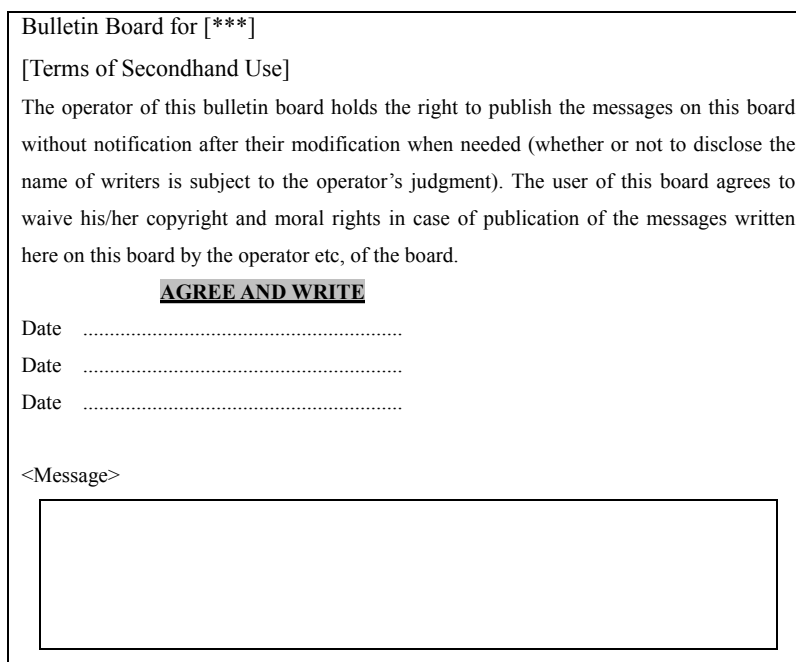 Bulletin Board for [***]
[Terms of Secondhand Use]
The operator of this bulletin board holds the right to publish the messages on this board
without notification after their modification when needed (whether or not to disclose the
name of writers is subject to the operator’s judgment). The user of this board agrees to
waive his/her copyright and moral rights in case of publication of the messages written
here on this board by the operator etc, of the board.
AGREE AND WRITE
Date ............................................................
Date ............................................................
Date ............................................................
<Message>